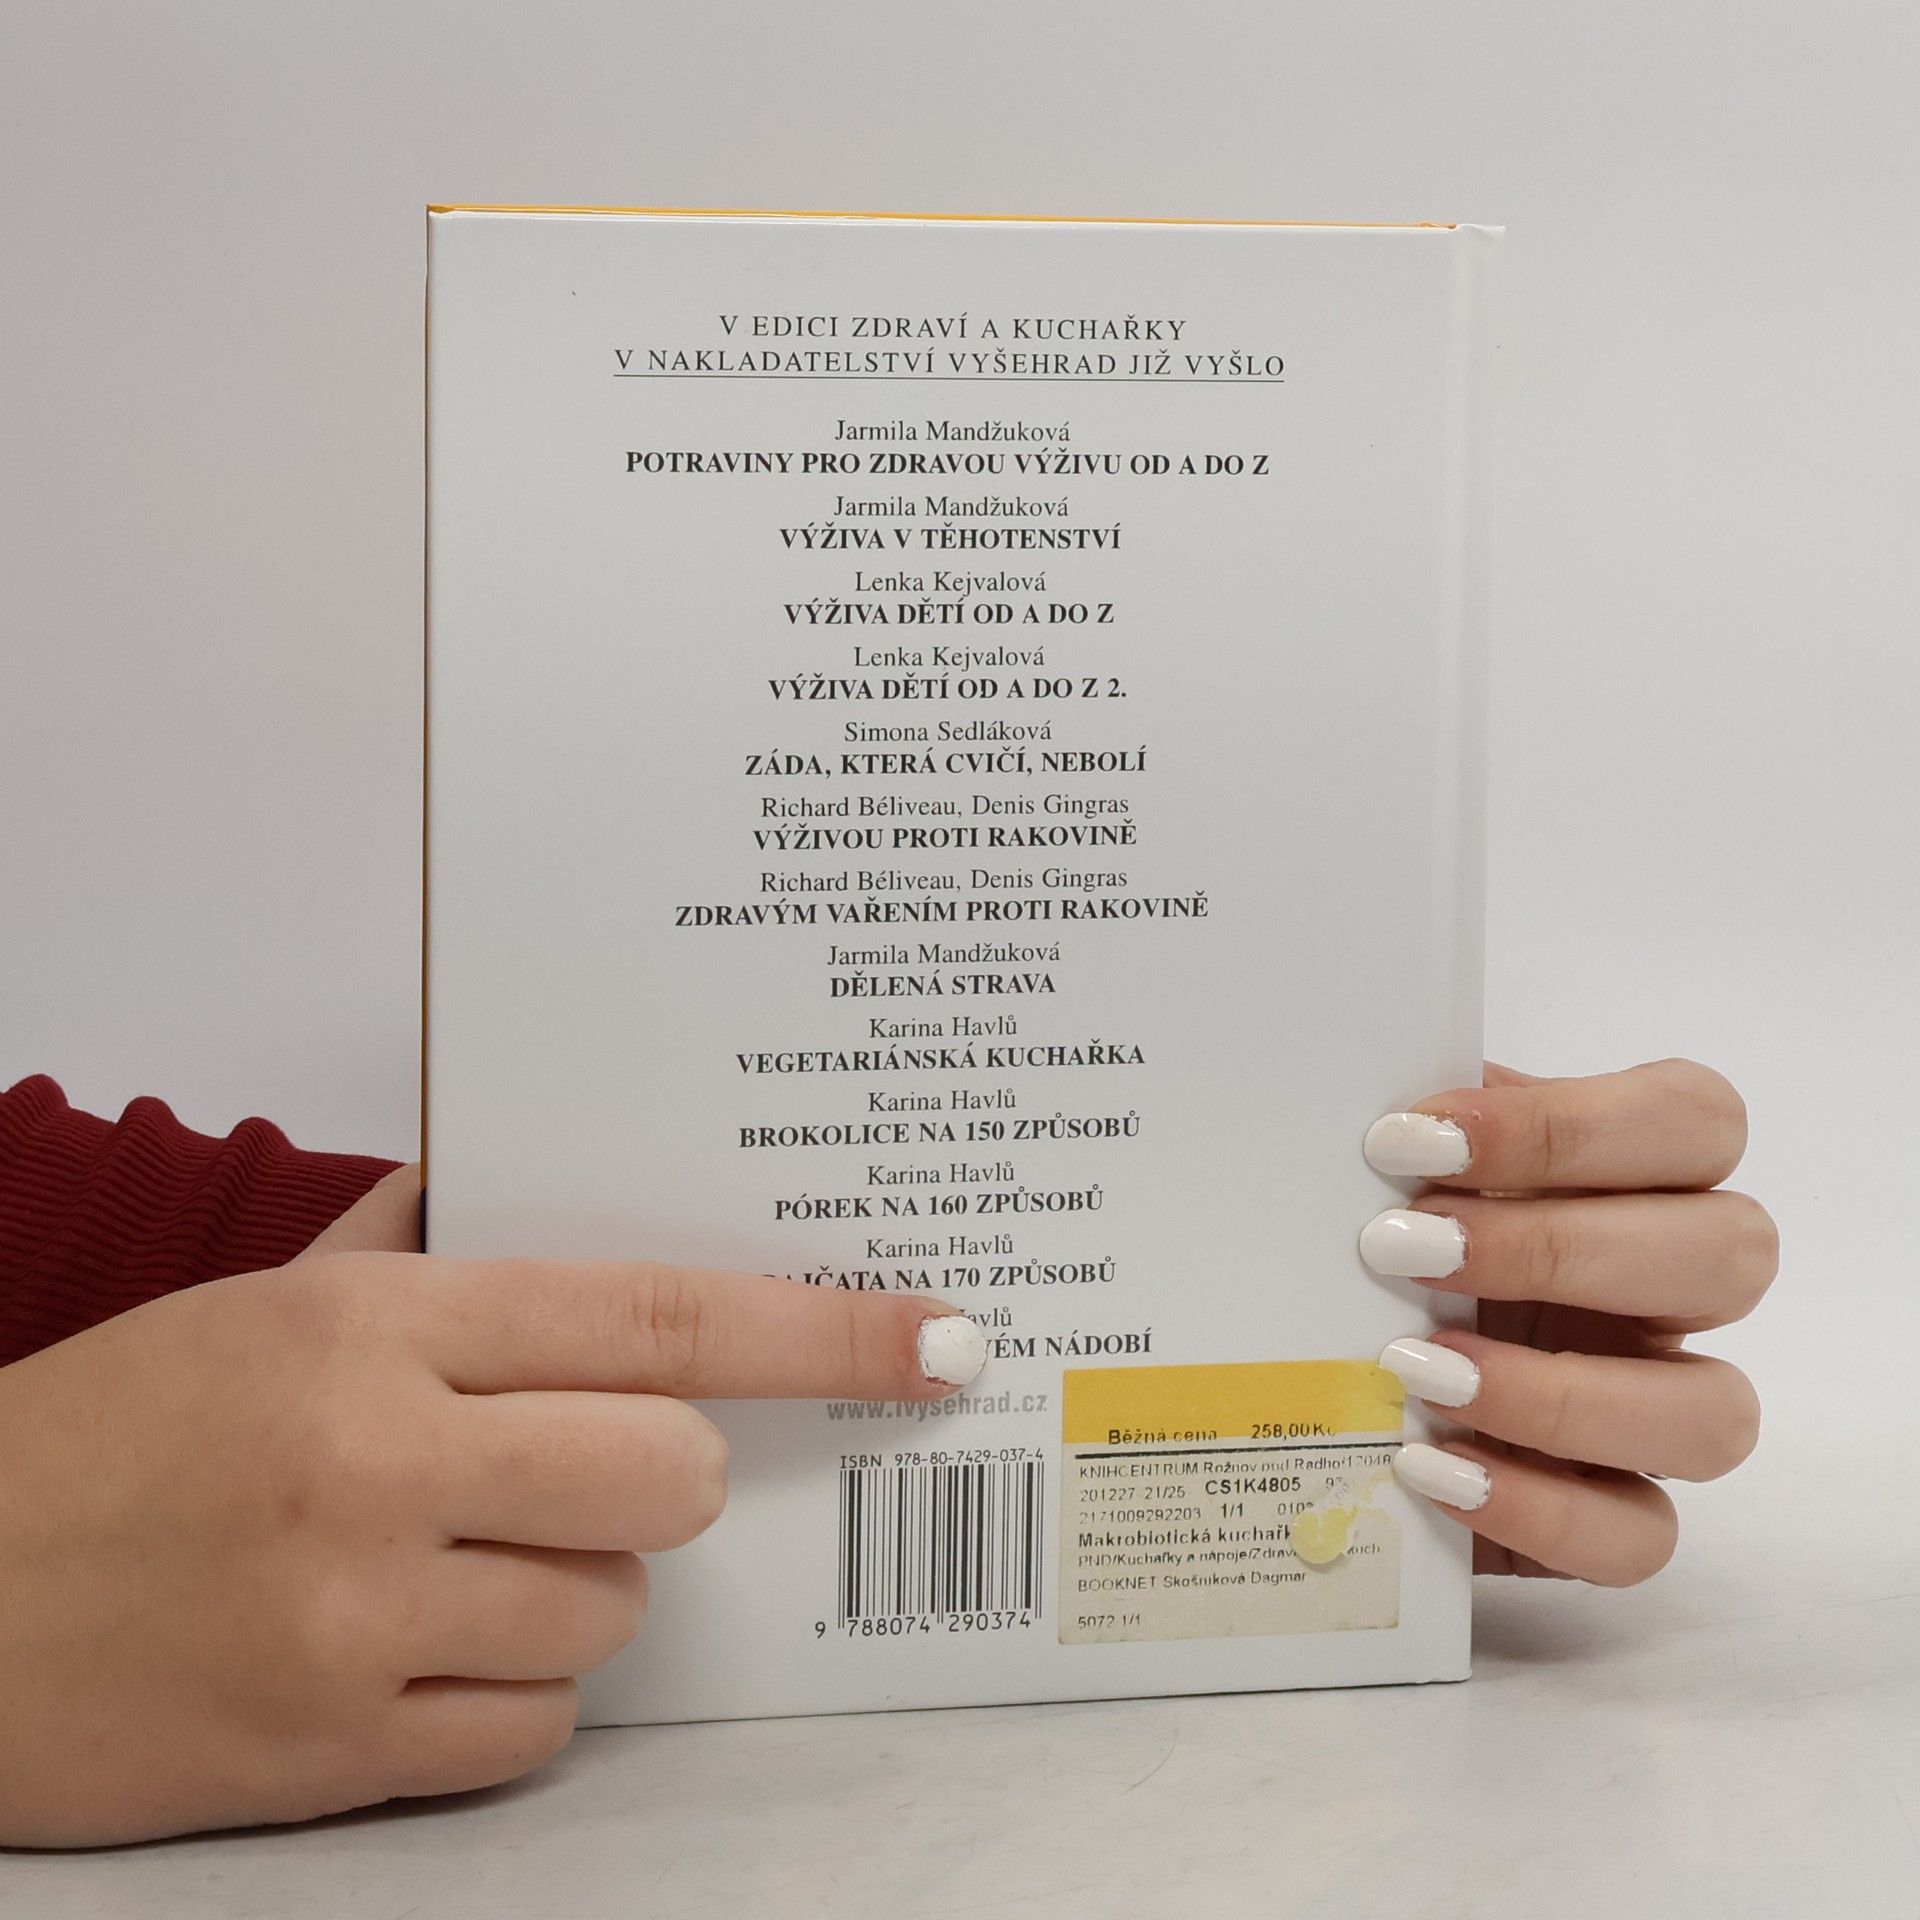 V EDICI ZDRAVÍ A KUCHAŘKY
V NAKLADATELSTVÍ VYŠEHRAD JIŽ VYŠLO
Jarmila Mandžuková
POTRAVINY PRO ZDRAVOU VÝŽIVU OD A DO Z
Jarmila Mandžuková
VÝŽIVA V TĚHOTENSTVÍ
Lenka Kejvalová
VÝŽIVA DĚTÍ OD A DO Z
Lenka Kejvalová
VÝŽIVA DĚTÍ OD A DO Z 2.
Simona Sedláková
ZÁDA, KTERÁ CVIČÍ, NEBOLÍ
Richard Béliveau, Denis Gingras
VÝŽIVOU PROTI RAKOVINĚ
Richard Béliveau, Denis Gingras
ZDRAVÝM VAŘENÍM PROTI RAKOVINĚ
Jarmila Mandžuková
DĚLENÁ STRAVA
Karina Havlů
VEGETARIÁNSKÁ KUCHAŘKA
Karina Havlů
BROKOLICE NA 150 ZPŮSOBŮ
Karina Havlů
PÓREK NA 160 ZPŮSOBŮ
Karina Havlů
NA 170 ZPŮSOBŮ
NÁDOBÍ
www.ivysehrad.cz
ISBN 978-80-7429-037-4
9 788074 290374
Běžná cena 258,00 Kč
KNIHCENTRUM Rožnov pod
201227 21/25 CS1K4805
2171009292203 1/1
Makrobiotická
PND/Kuchařky a nápoje/
BOOKNET Skošníková Dagmar
5072 1/1